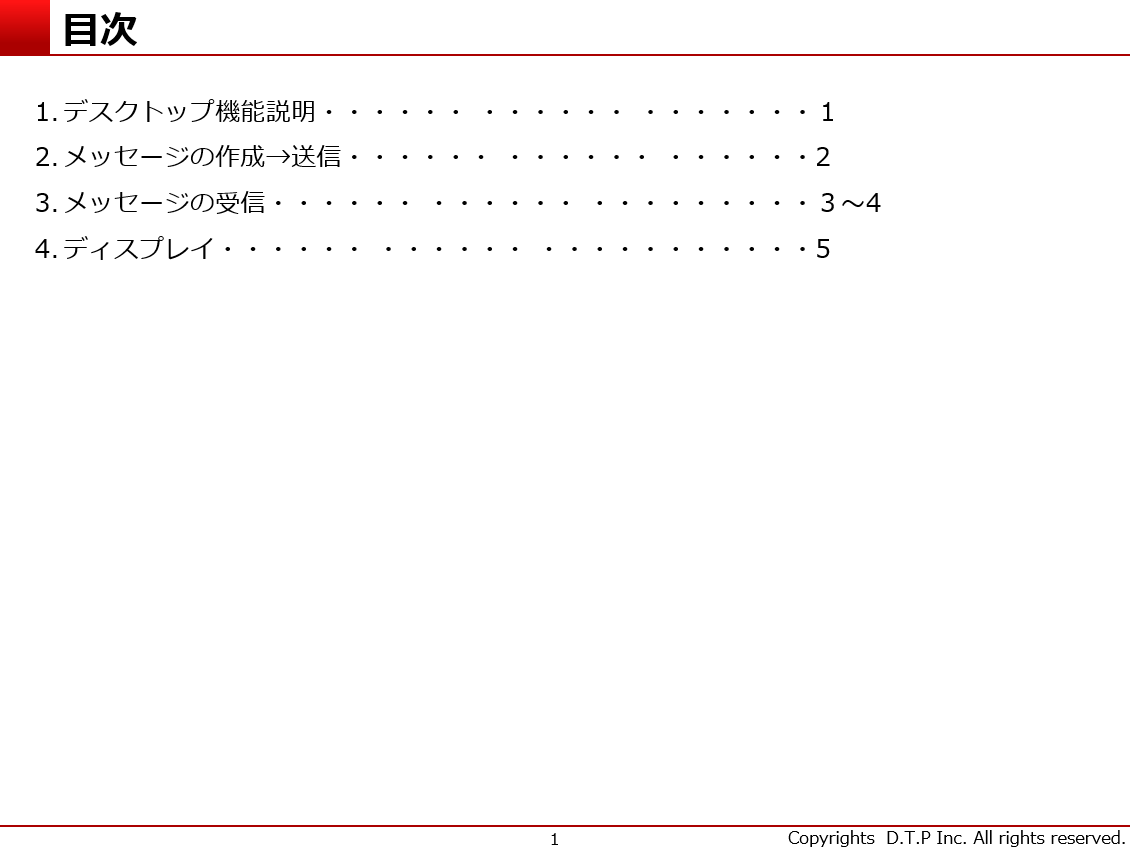 目次
1. デスクトップ機能説明・・・・・・ ・・・・・・ ・・・・・・・ 1
2. メッセージの作成→送信・・・・・・ ・・・・・・ ・・・・・・2
3. メッセージの受信・・・・・・ ・・・・・・ ・・・・・・・・・ 3～4
4. ディスプレイ・・・・・・ ・・・・・・ ・・・・・・・・・・・5
1
Copyrights D.T.P Inc. All rights reserved.